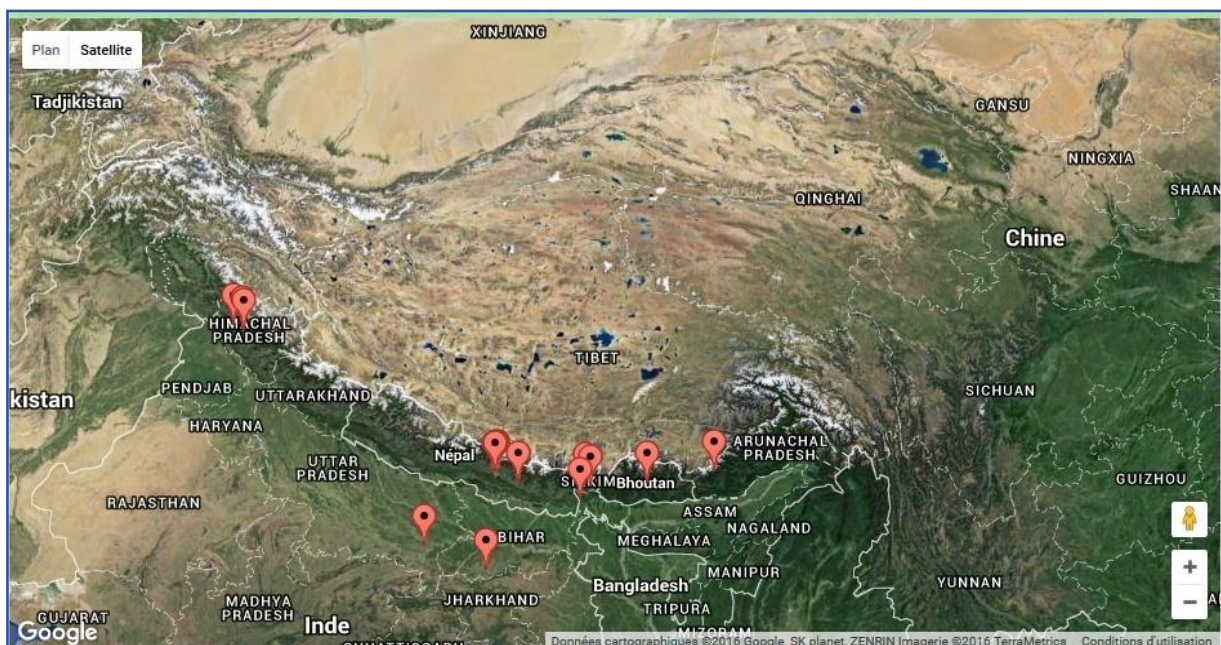 XINJIANG
Plan Satellite
Tadjikistan
GANSU
NINGXIA
SHAAN
QINGHAI
Chine
HIMACHAL
PRADESH
TIBET
PENDJAB
UTTARAKHAND
SICHUAN
kistan
HARYANA
Népal
ARUNACHAL
PRADESH
UTTAR
PRADESH
SIKKIM
Bhoutan
GUIZHOU
RAJASTHAN
ASSAM
NAGALAND
BIHAR
MEGHALAYA
MANIPUR
Bangladesh
YUNNAN
JHARKHAND
MADHYA
PRADESH
TRIPURA
GUJARAT
Inde
MIZORAM
Google
Données cartographiques ©2016 Google, SK planet, ZENRIN Imagerie ©2016 TerraMetrics Conditions d'utilisation